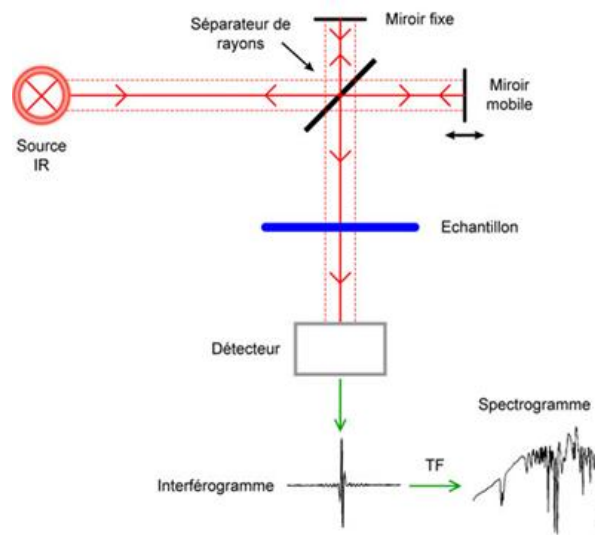 Séparateur de
rayons
Miroir fixe
Miroir
mobile
Source
IR
Echantillon
Détecteur
Spectrogramme
Interférogramme
TF